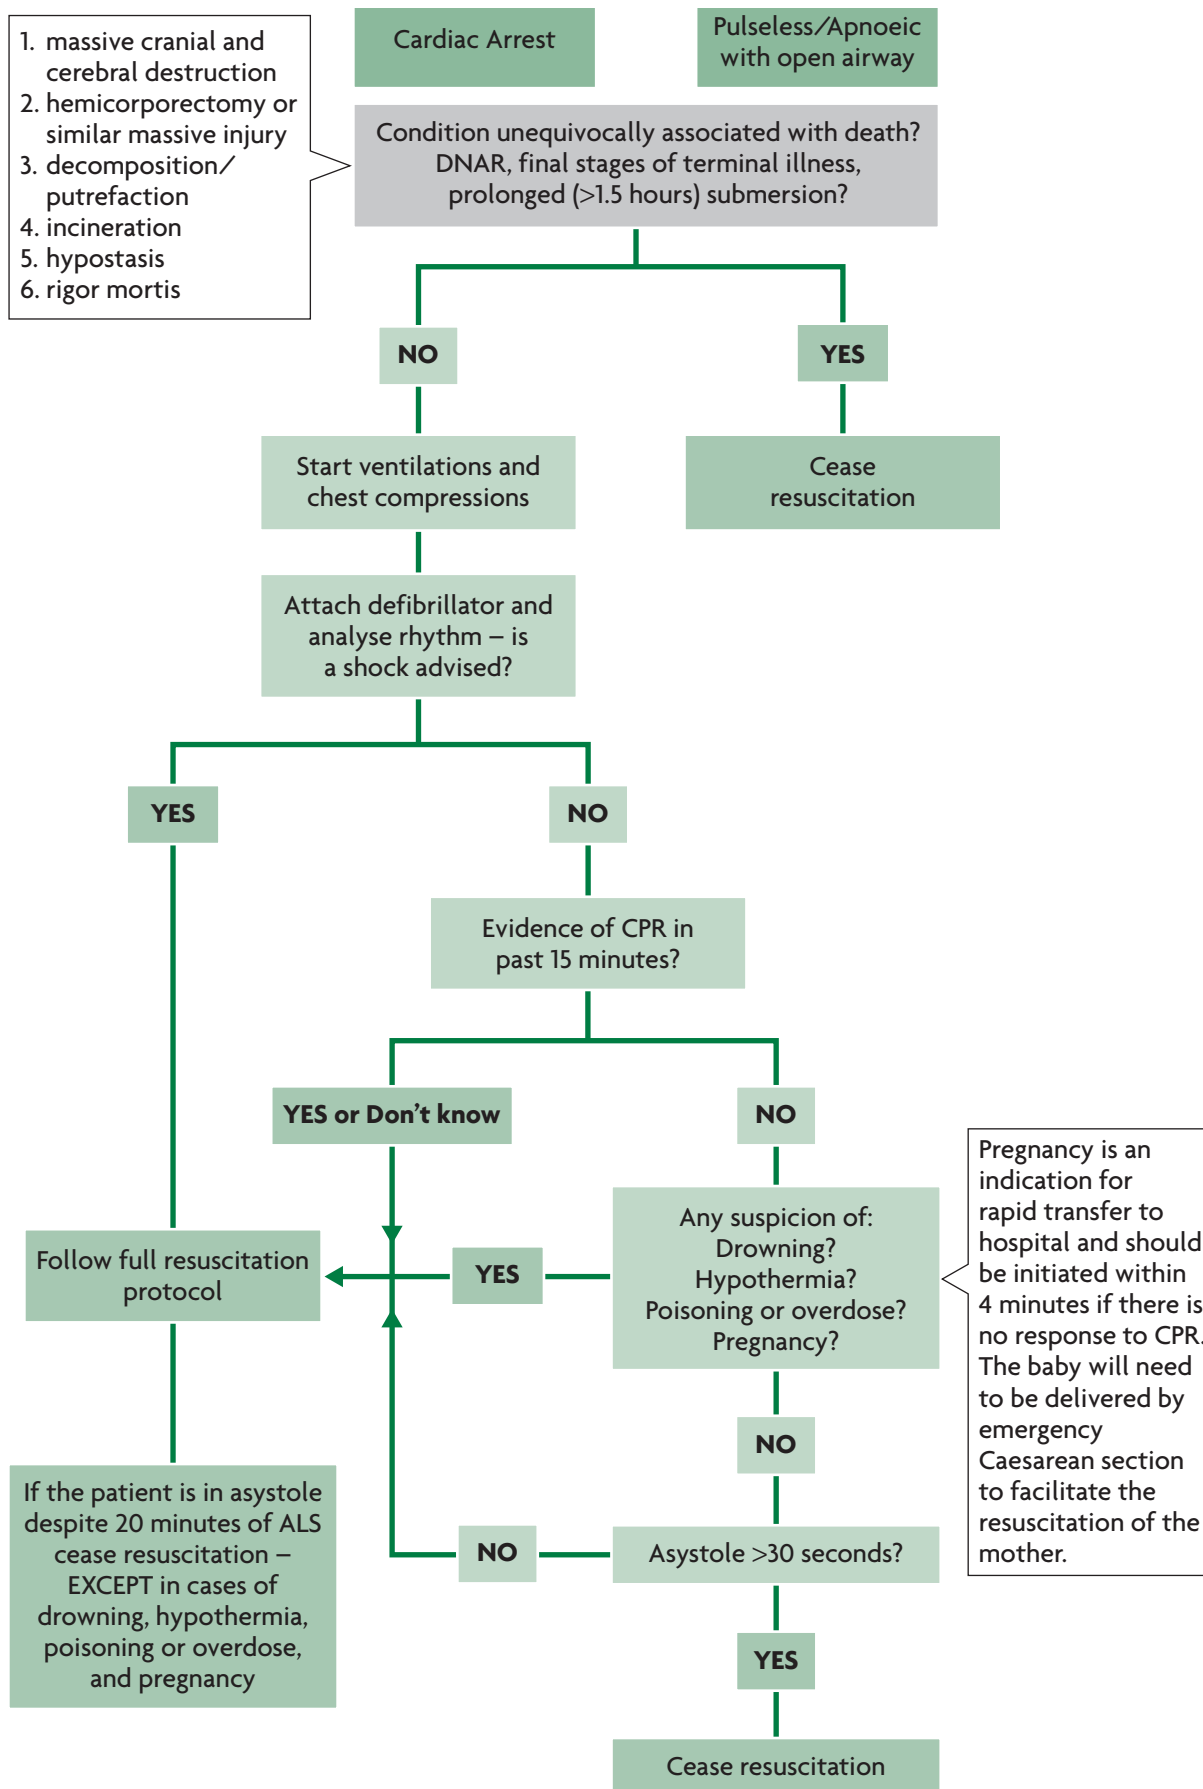 1. massive cranial and
cerebral destruction
2. hemicorporectomy or
similar massive injury
3. decomposition/
putrefaction
4. incineration
5. hypostasis
6. rigor mortis
Cardiac Arrest
Pulseless/Apnoeic
with open airway
Condition unequivocally associated with death?
DNAR, final stages of terminal illness,
prolonged (>1.5 hours) submersion?
NO
YES
Start ventilations and
chest compressions
Cease
resuscitation
Attach defibrillator and
analyse rhythm – is
a shock advised?
YES
NO
Evidence of CPR in
past 15 minutes?
YES or Don't know
NO
Any suspicion of:
Drowning?
Hypothermia?
Poisoning or overdose?
Pregnancy?
Pregnancy is an
indication for
rapid transfer to
hospital and should
be initiated within
4 minutes if there is
no response to CPR.
The baby will need
to be delivered by
emergency
Caesarean section
to facilitate the
resuscitation of the
mother.
YES
Follow full resuscitation
protocol
NO
If the patient is in asystole
despite 20 minutes of ALS
cease resuscitation –
EXCEPT in cases of
drowning, hypothermia,
poisoning or overdose,
and pregnancy
NO
Asystole >30 seconds?
YES
Cease resuscitation